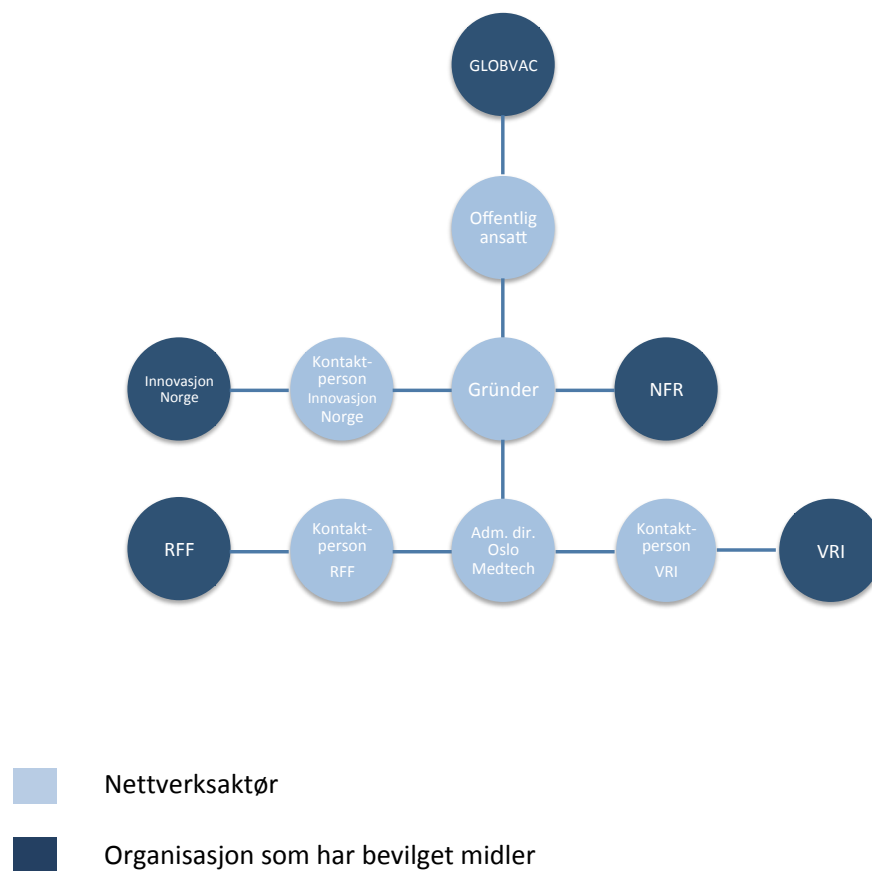 GLOBVAC
Offentlig
ansatt
Innovasjon
Norge
Kontakt-
person
Innovasjon
Norge
Gründer
NFR
RFF
Kontakt-
person
RFF
Adm. dir.
Oslo
Medtech
Kontakt-
person
VRI
VRI
Nettverksaktør
Organisasjon som har bevilget midler